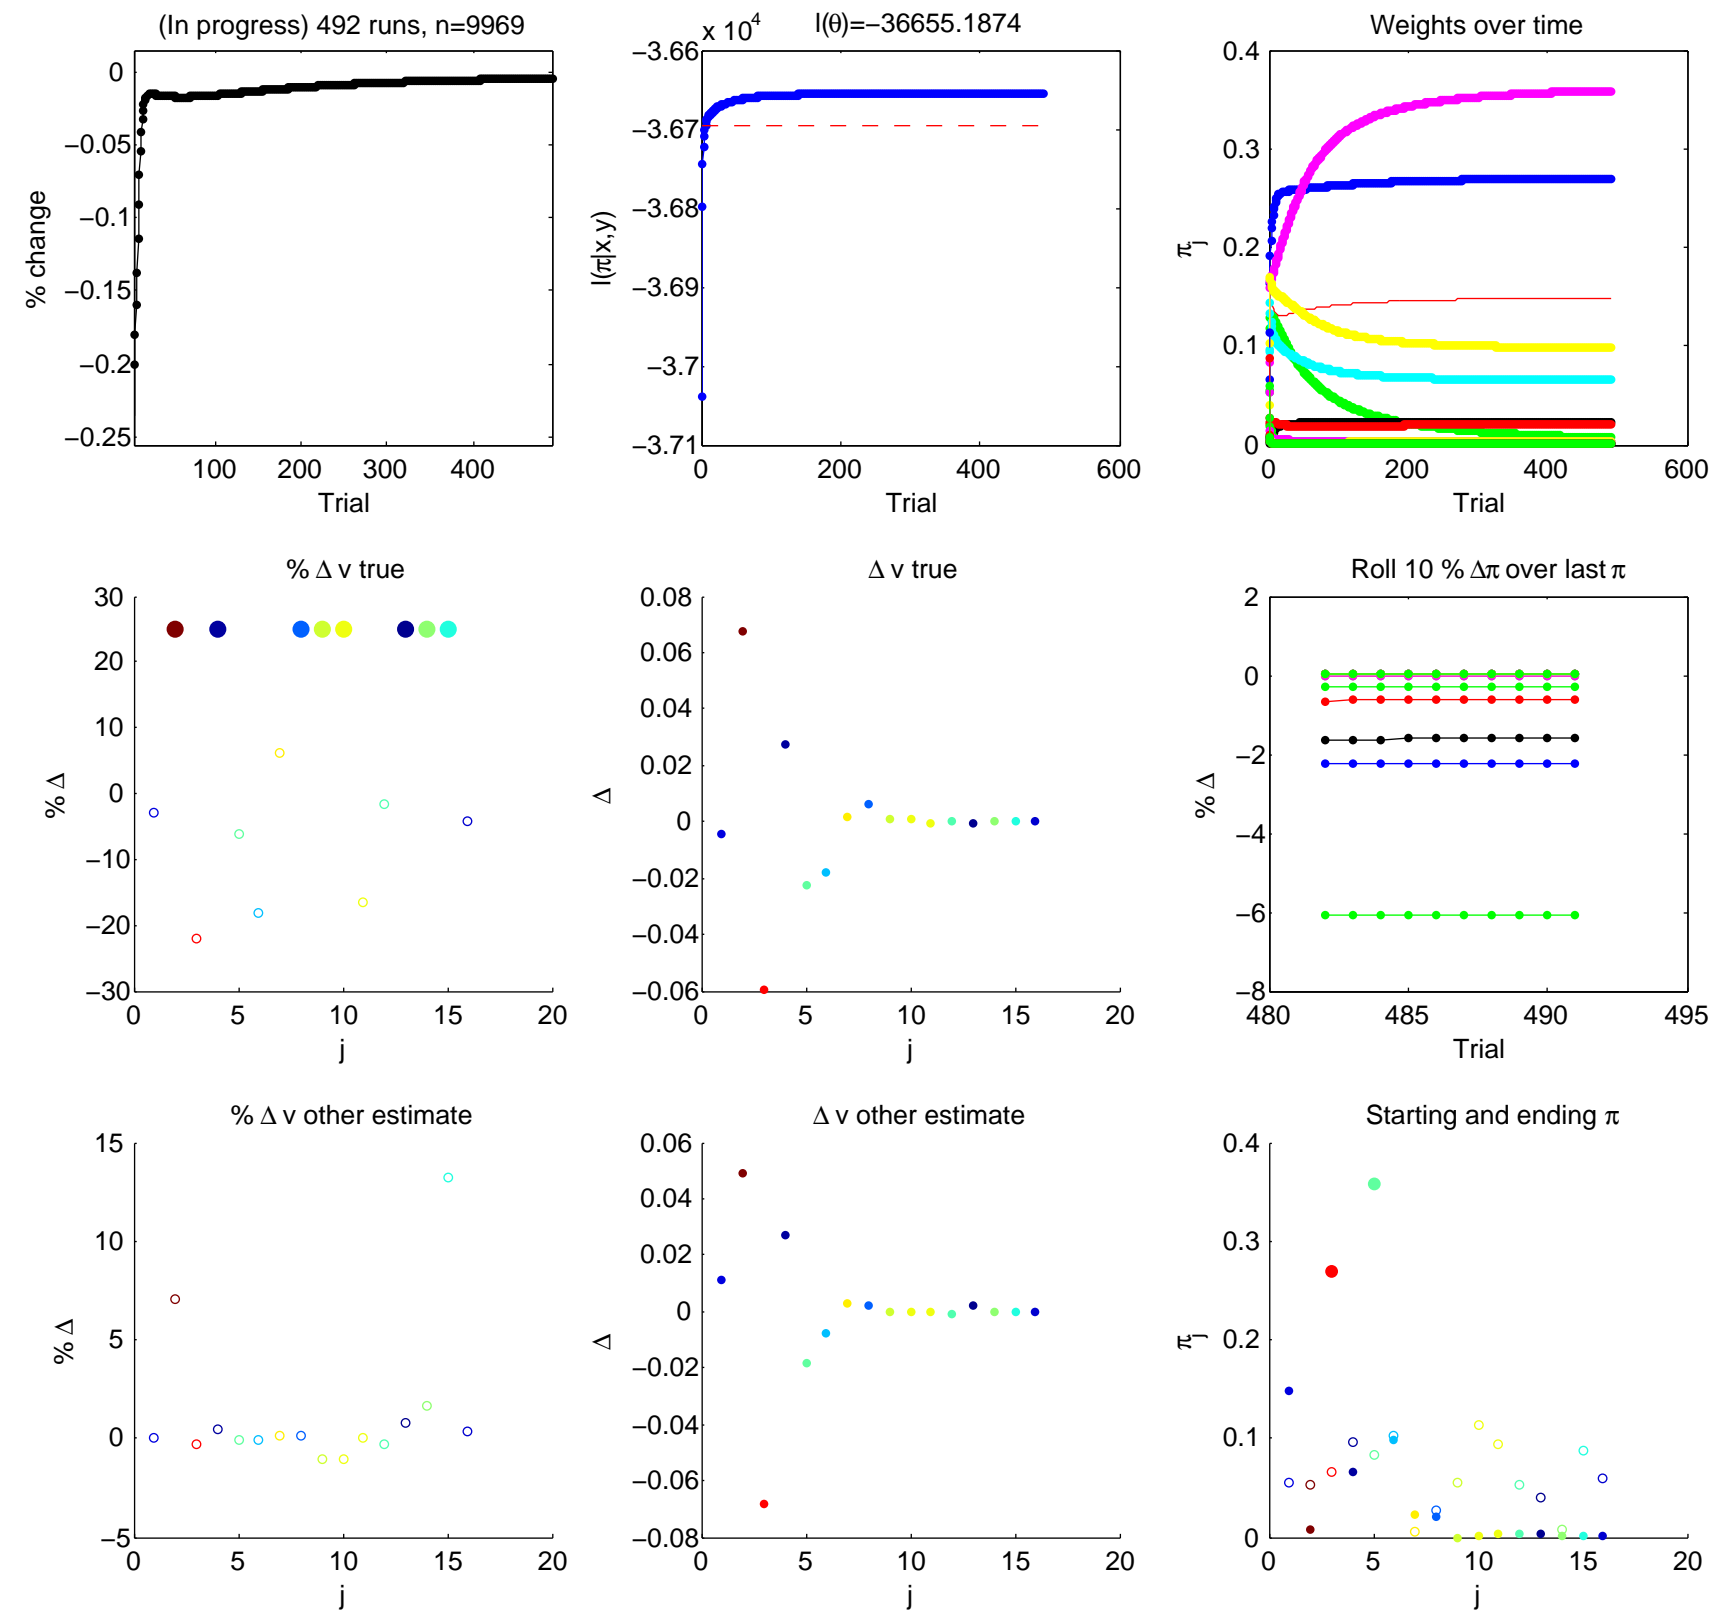 (In progress) 492 runs, n=9969
0
−0.05
−0.1
−0.15
−0.2
−0.25
% change
100 200 300 400
Trial
x 10^4
l(θ)=−36655.1874
−3.66
−3.67
−3.68
−3.69
−3.7
−3.71
l(π|x,y)
0 200 400 600
Trial
Weights over time
0.4
0.3
0.2
0.1
0
π_j
0 200 400 600
Trial
% Δ v true
30
20
10
0
−10
−20
−30
% Δ
0 5 10 15 20
j
Δ v true
0.08
0.06
0.04
0.02
0
−0.02
−0.04
−0.06
Δ
0 5 10 15 20
j
Roll 10 % Δπ over last π
2
0
−2
−4
−6
−8
% Δ
480 485 490 495
Trial
% Δ v other estimate
15
10
5
0
−5
% Δ
0 5 10 15 20
j
Δ v other estimate
0.06
0.04
0.02
0
−0.02
−0.04
−0.06
−0.08
Δ
0 5 10 15 20
j
Starting and ending π
0.4
0.3
0.2
0.1
0
π_j
0 5 10 15 20
j